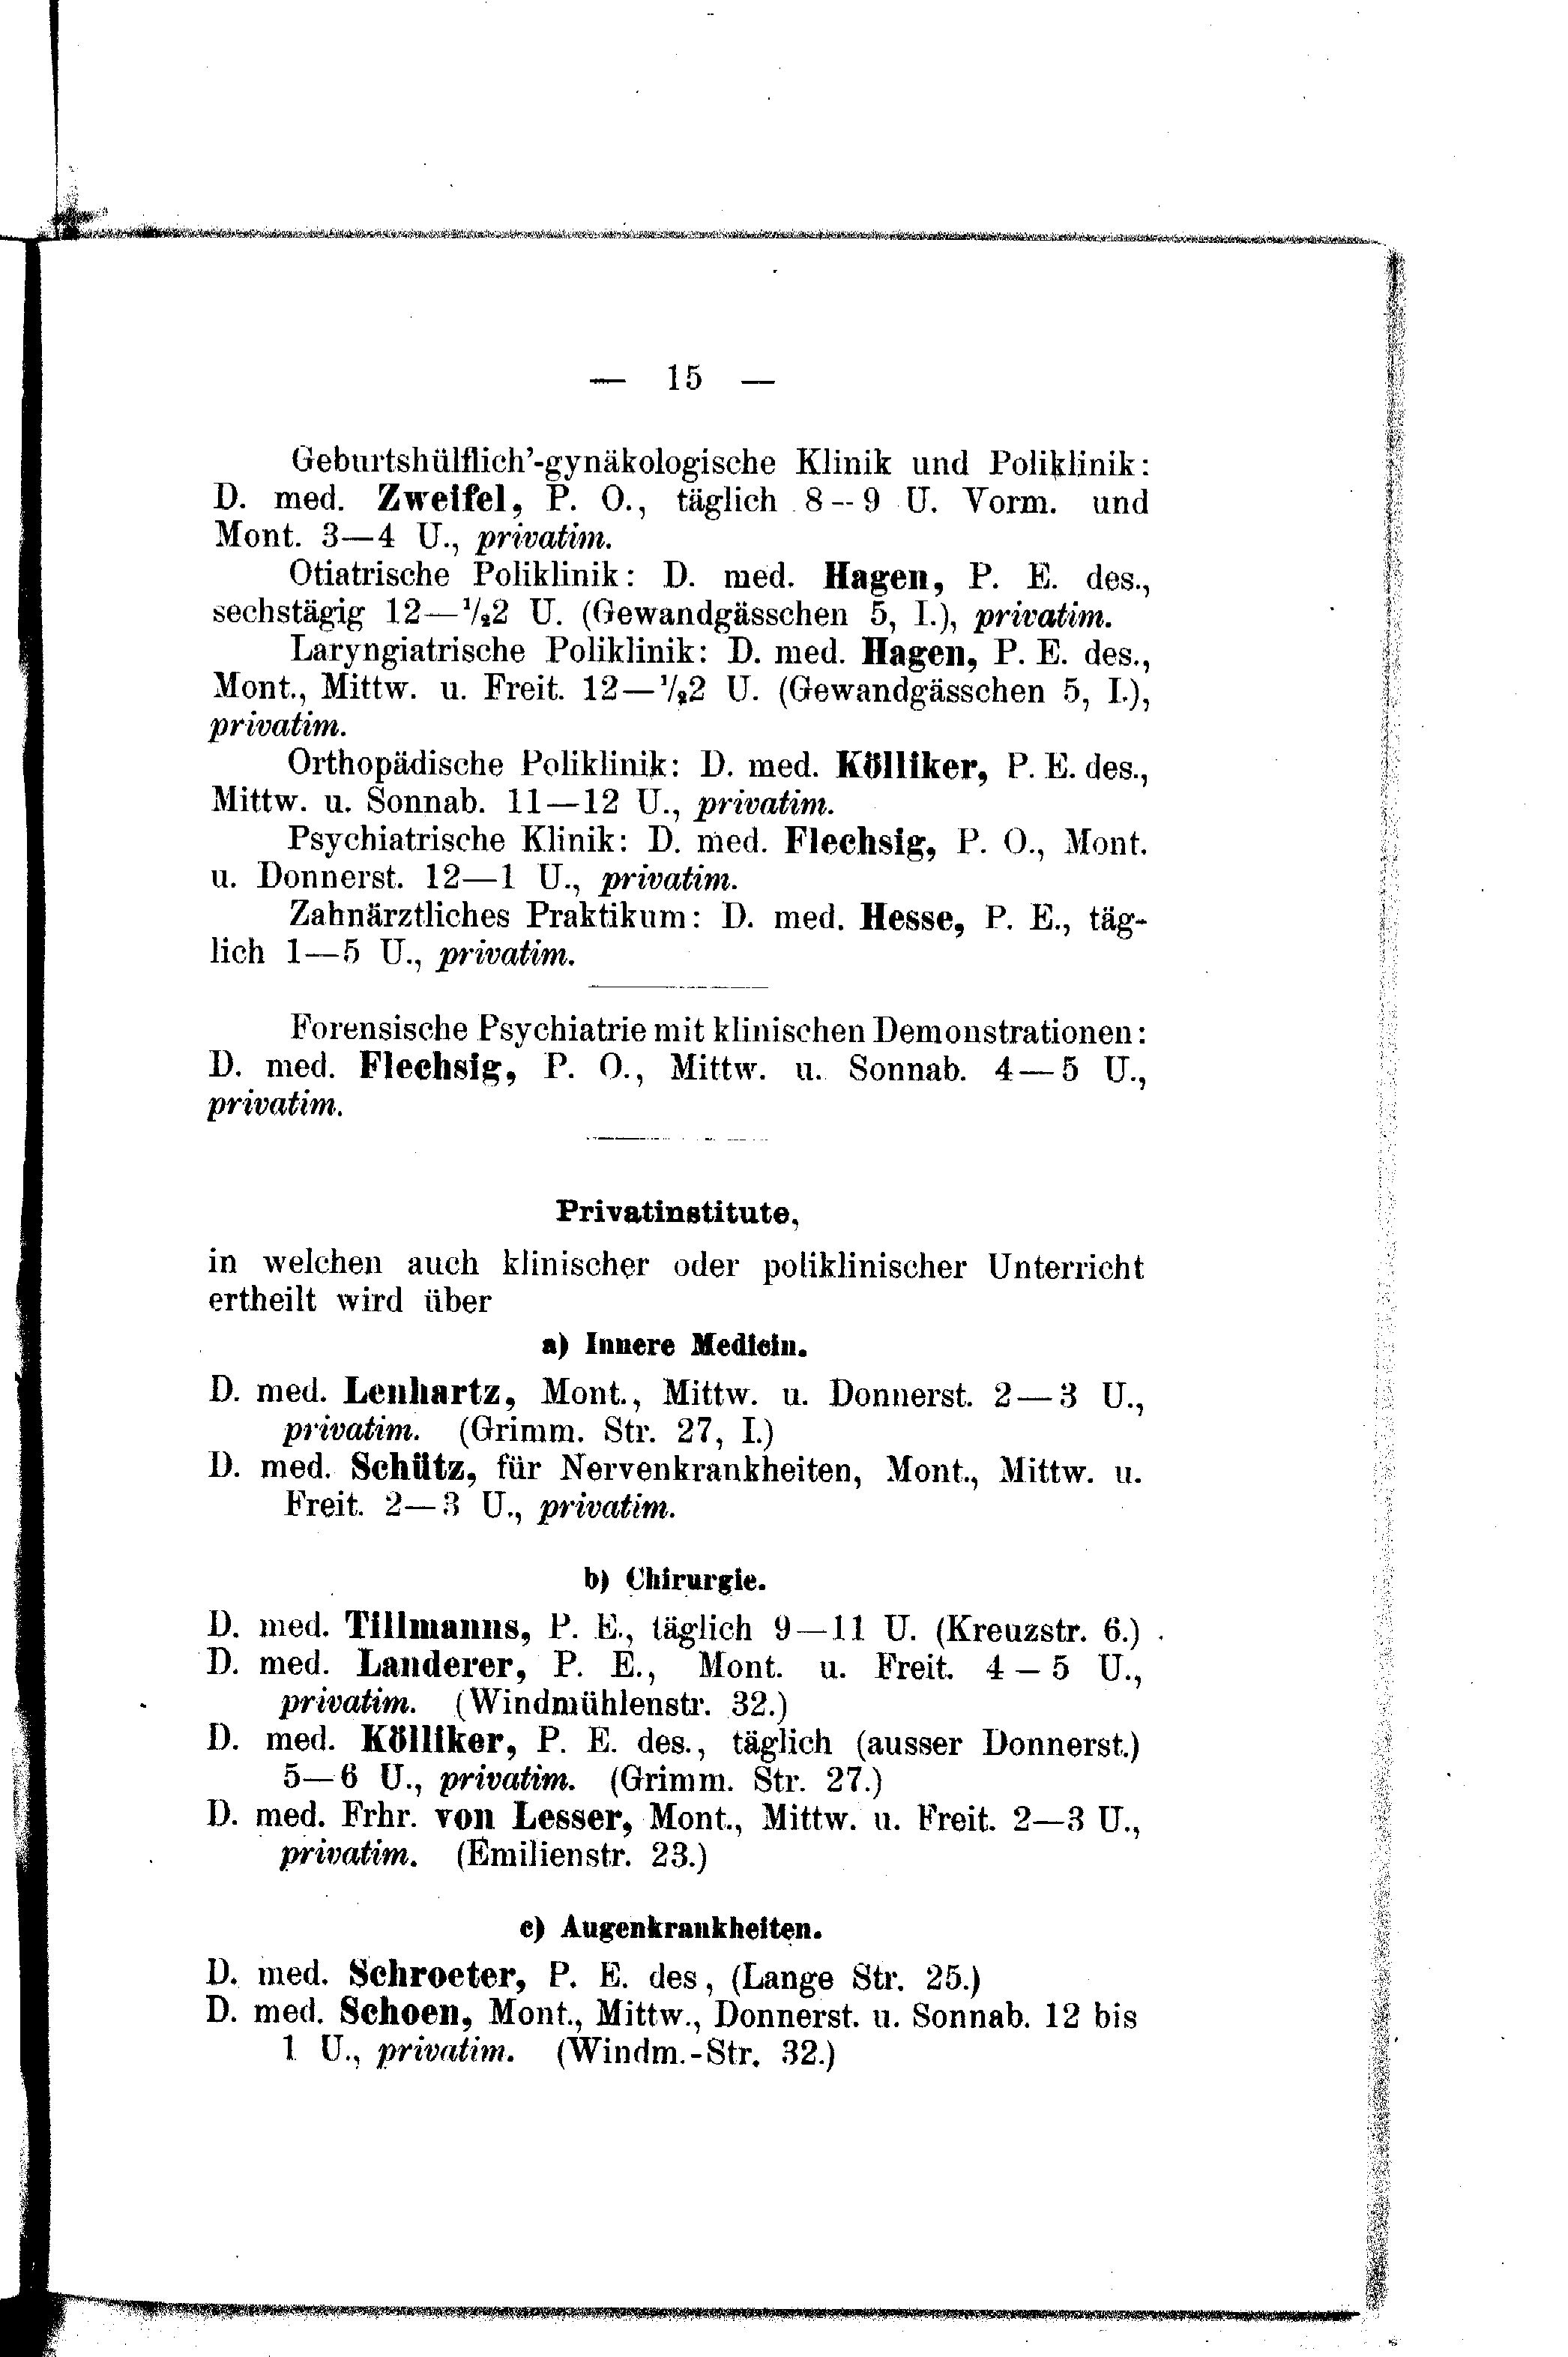 — 15 —
Geburtshülflich'-gynäkologische Klinik und Poliklinik:
D. med. Zweifel, P. O., täglich 8--9 U. Vorm. und
Mont. 3—4 U., privatim.
Otiatrische Poliklinik: D. med. Hagen, P. E. des.,
sechstägig 12—1/22 U. (Gewandgässchen 5, I.), privatim.
Laryngiatrische Poliklinik: D. med. Hagen, P. E. des.,
Mont., Mittw. u. Freit. 12—1/22 U. (Gewandgässchen 5, I.),
privatim.
Orthopädische Poliklinik: D. med. Kölliker, P. E. des.,
Mittw. u. Sonnab. 11—12 U., privatim.
Psychiatrische Klinik: D. med. Flechsig, P. O., Mont.
u. Donnerst. 12—1 U., privatim.
Zahnärztliches Praktikum: D. med. Hesse, P. E., täg-
lich 1—5 U., privatim.
Forensische Psychiatrie mit klinischen Demonstrationen:
D. med. Flechsig, P. O., Mittw. u. Sonnab. 4—5 U.,
privatim.
Privatinstitute,
in welchen auch klinischer oder poliklinischer Unterricht
ertheilt wird über
a) Innere Medicin.
D. med. Lenhartz, Mont., Mittw. u. Donnerst. 2—3 U.,
privatim. (Grimm. Str. 27, I.)
D. med. Schütz, für Nervenkrankheiten, Mont., Mittw. u.
Freit. 2—3 U., privatim.
b) Chirurgie.
D. med. Tillmanns, P. E., täglich 9—11 U. (Kreuzstr. 6.)
D. med. Landerer, P. E., Mont. u. Freit. 4—5 U.,
privatim. (Windmühlenstr. 32.)
D. med. Kölliker, P. E. des., täglich (ausser Donnerst.)
5—6 U., privatim. (Grimm. Str. 27.)
D. med. Frhr. von Lesser, Mont., Mittw. u. Freit. 2—3 U.,
privatim. (Emilienstr. 23.)
c) Augenkrankheiten.
D. med. Schroeter, P. E. des, (Lange Str. 25.)
D. med. Schoen, Mont., Mittw., Donnerst. u. Sonnab. 12 bis
1 U., privatim. (Windm.-Str. 32.)